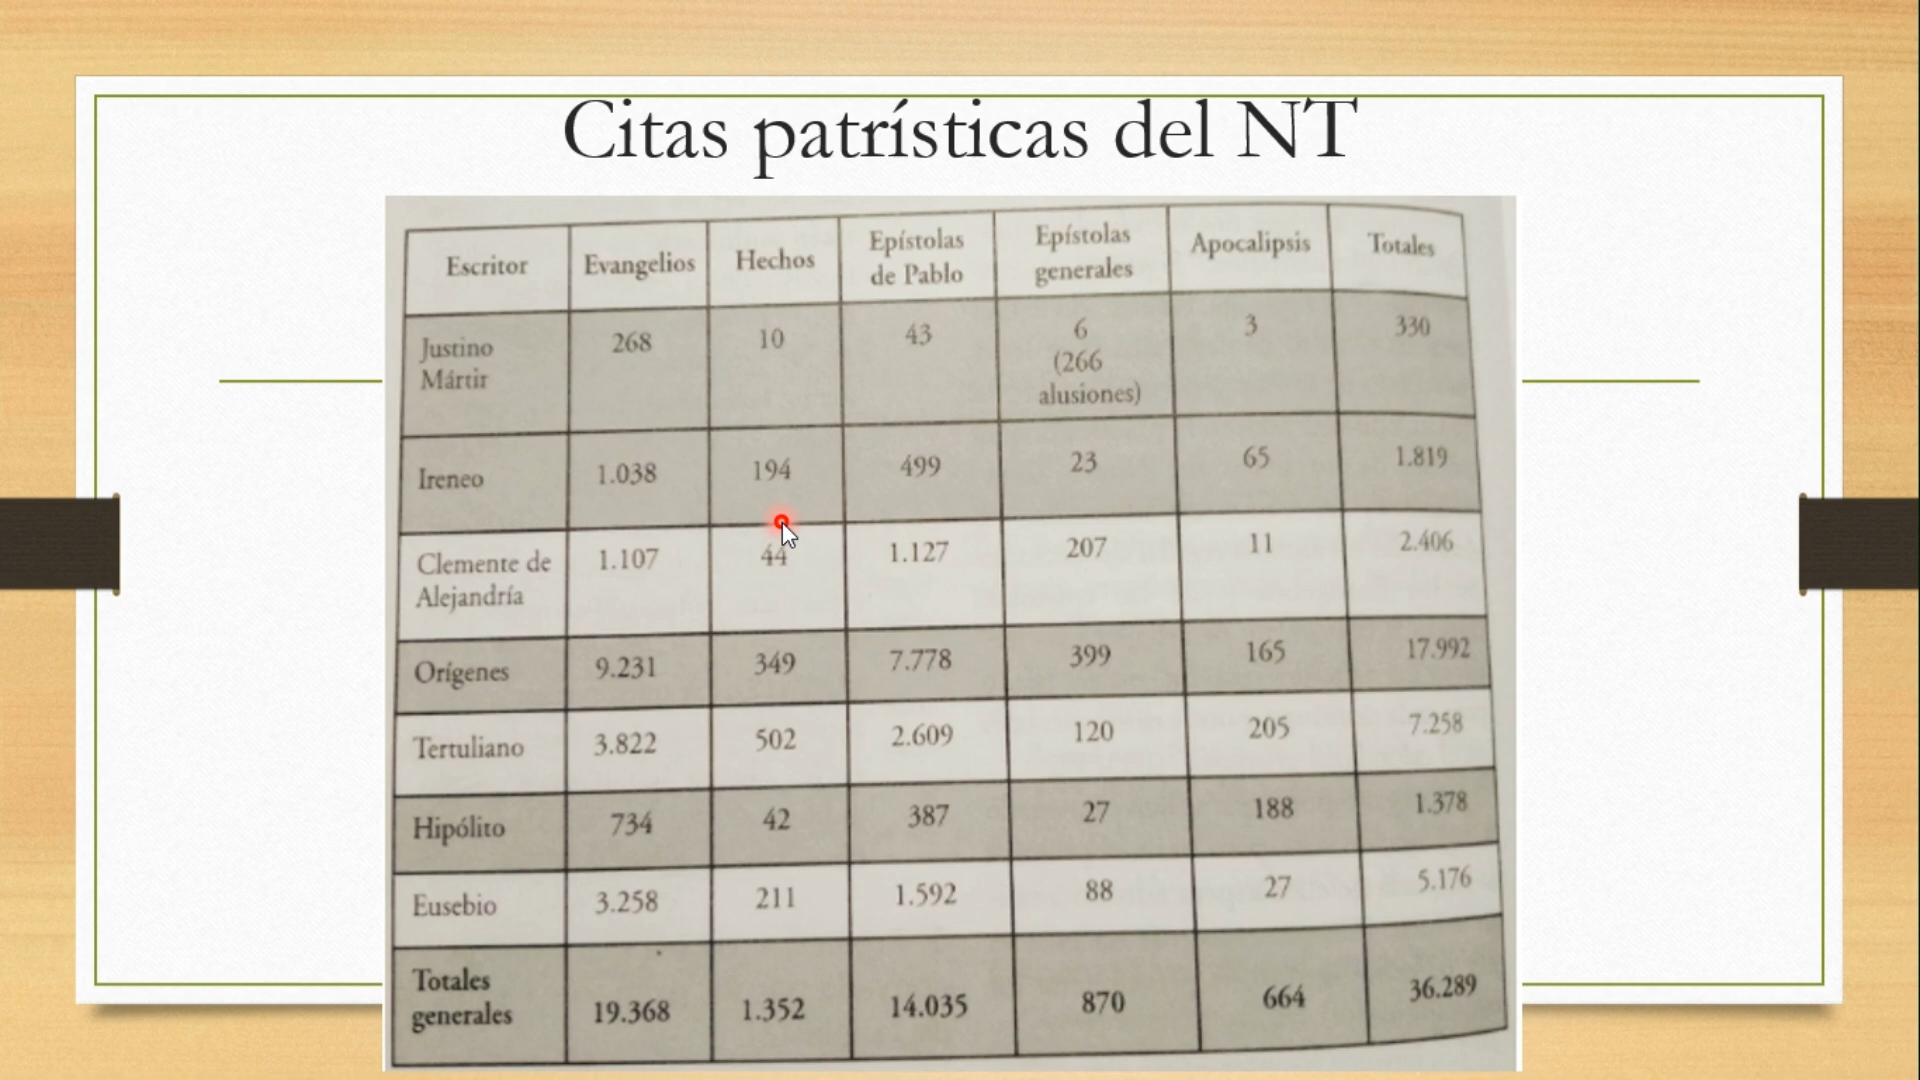 Citas patrísticas del NT
Escritor Evangelios Hechos Epístolas de Pablo Epístolas generales Apocalipsis Totales
Justino Mártir 268 10 43 6 (266 alusiones) 3 330
Ireneo 1.038 194 499 23 65 1.819
Clemente de Alejandría 1.107 44 1.127 207 11 2.406
Orígenes 9.231 349 7.778 399 165 17.992
Tertuliano 3.822 502 2.609 120 205 7.258
Hipólito 734 42 387 27 188 1.378
Eusebio 3.258 211 1.592 88 27 5.176
Totales generales 19.368 1.352 14.035 870 664 36.289